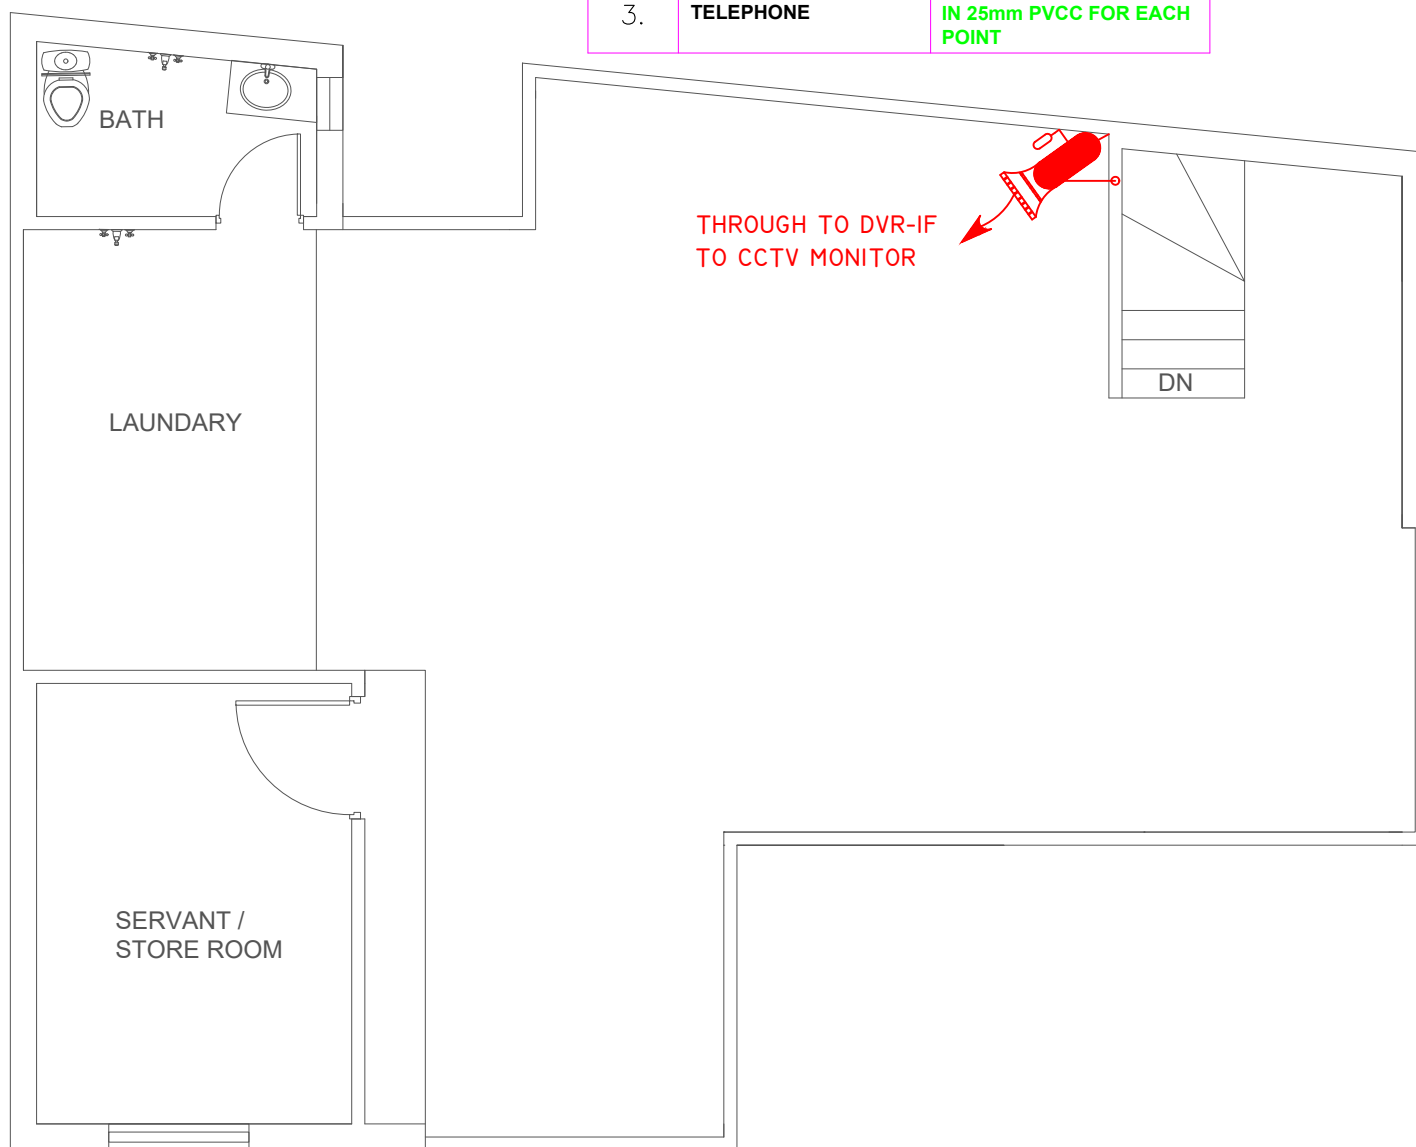 3.
TELEPHONE
IN 25mm PVCC FOR EACH
POINT
BATH
THROUGH TO DVR-IF
TO CCTV MONITOR
DN
LAUNDARY
SERVANT /
STORE ROOM